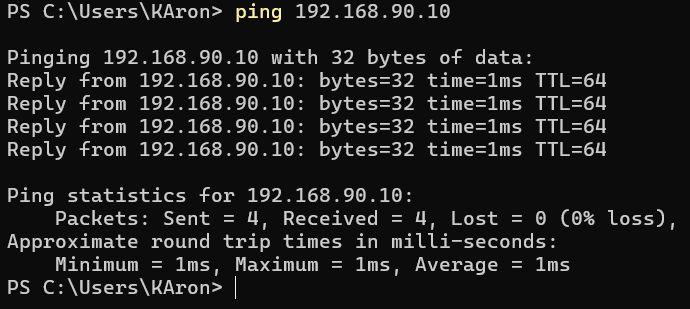 PS C:\Users\KAron> ping 192.168.90.10

Pinging 192.168.90.10 with 32 bytes of data:
Reply from 192.168.90.10: bytes=32 time=1ms TTL=64
Reply from 192.168.90.10: bytes=32 time=1ms TTL=64
Reply from 192.168.90.10: bytes=32 time=1ms TTL=64
Reply from 192.168.90.10: bytes=32 time=1ms TTL=64

Ping statistics for 192.168.90.10:
    Packets: Sent = 4, Received = 4, Lost = 0 (0% loss),
Approximate round trip times in milli-seconds:
    Minimum = 1ms, Maximum = 1ms, Average = 1ms
PS C:\Users\KAron>